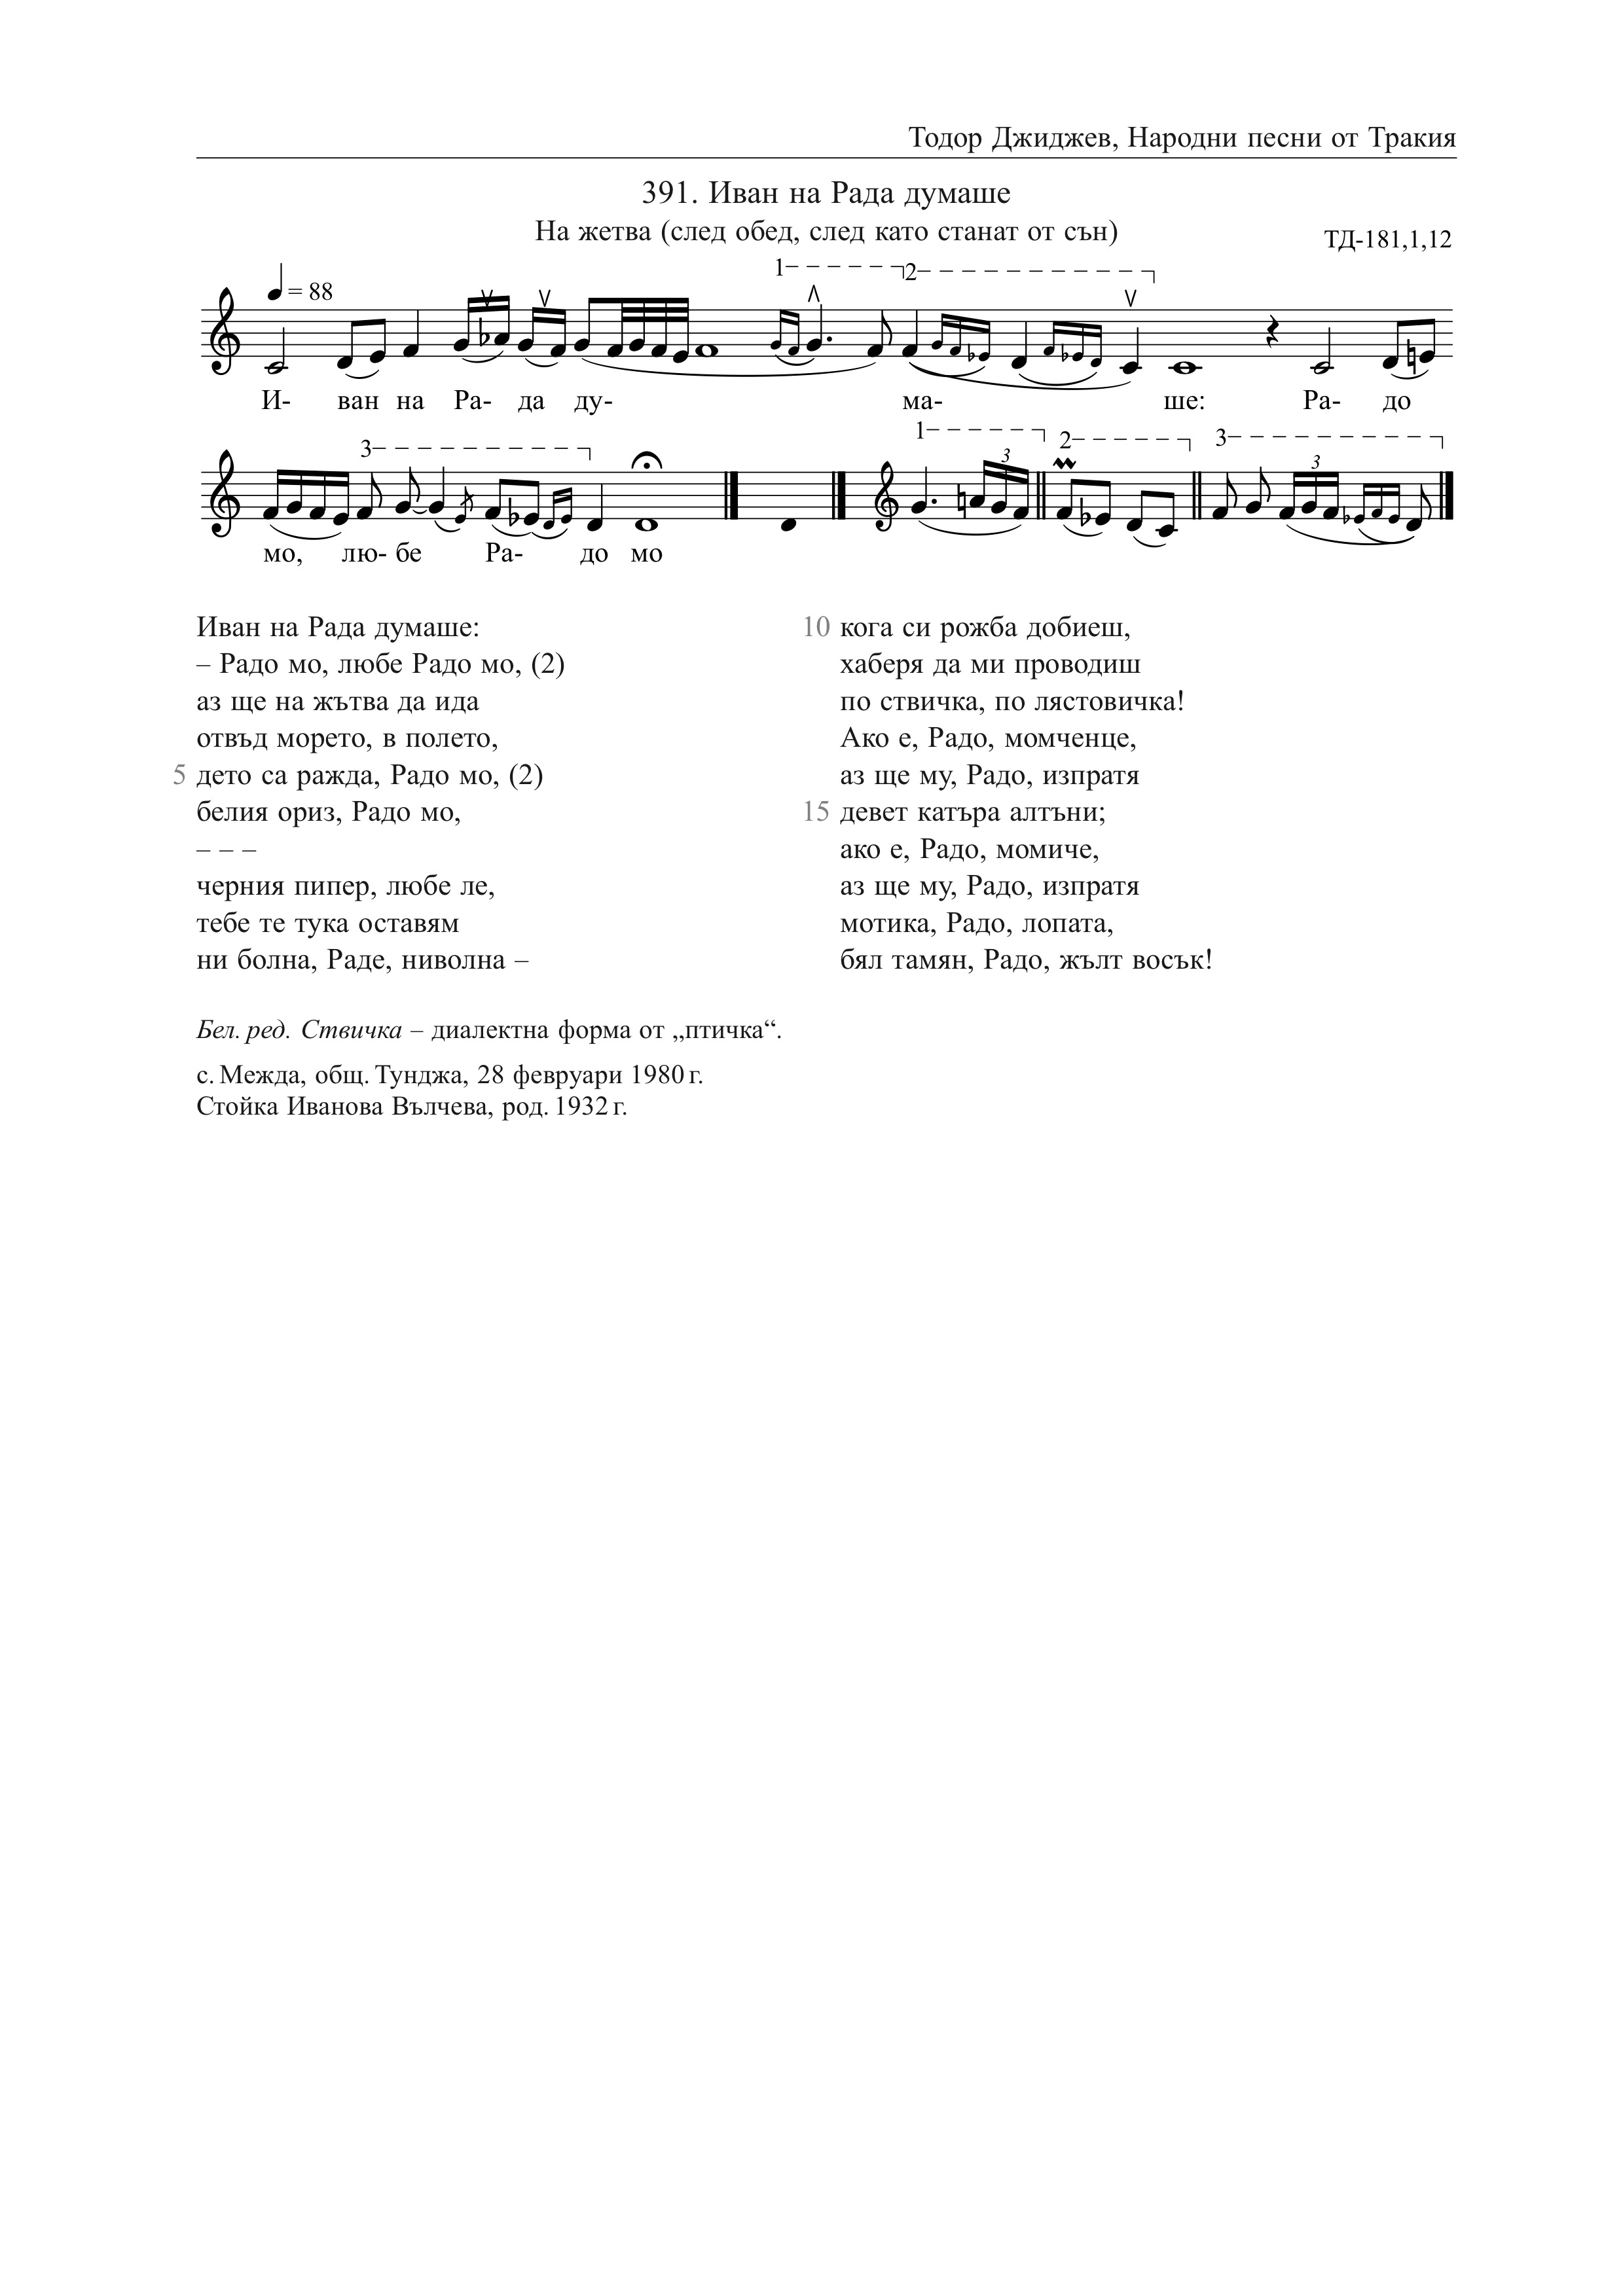 Тодор Джиджев, Народни песни от Тракия
391. Иван на Рада думаше
На жетва (след обед, след като станат от сън)
ТД-181,1,12
1 2
= 88
И- ван на Ра- да ду- ма- ше: Ра- до
3 1 3 2 3 3
мо, лю- бе Ра- до мо
Иван на Рада думаше:
– Радо мо, любе Радо мо, (2)
аз ще на жътва да ида
отвъд морето, в полето,
5 дето са ражда, Радо мо, (2)
белия ориз, Радо мо,
– – –
черния пипер, любе ле,
тебе те тука оставям
ни болна, Раде, ниволна –
10 кога си рожба добиеш,
хаберя да ми проводиш
по ствичка, по лястовичка!
Ако е, Радо, момченце,
аз ще му, Радо, изпратя
15 девет катъра алтъни;
ако е, Радо, момиче,
аз ще му, Радо, изпратя
мотика, Радо, лопата,
бял тамян, Радо, жълт восък!
Бел. ред. Ствичка – диалектна форма от „птичка“.
с. Межда, общ. Тунджа, 28 февруари 1980 г.
Стойка Иванова Вълчева, род. 1932 г.